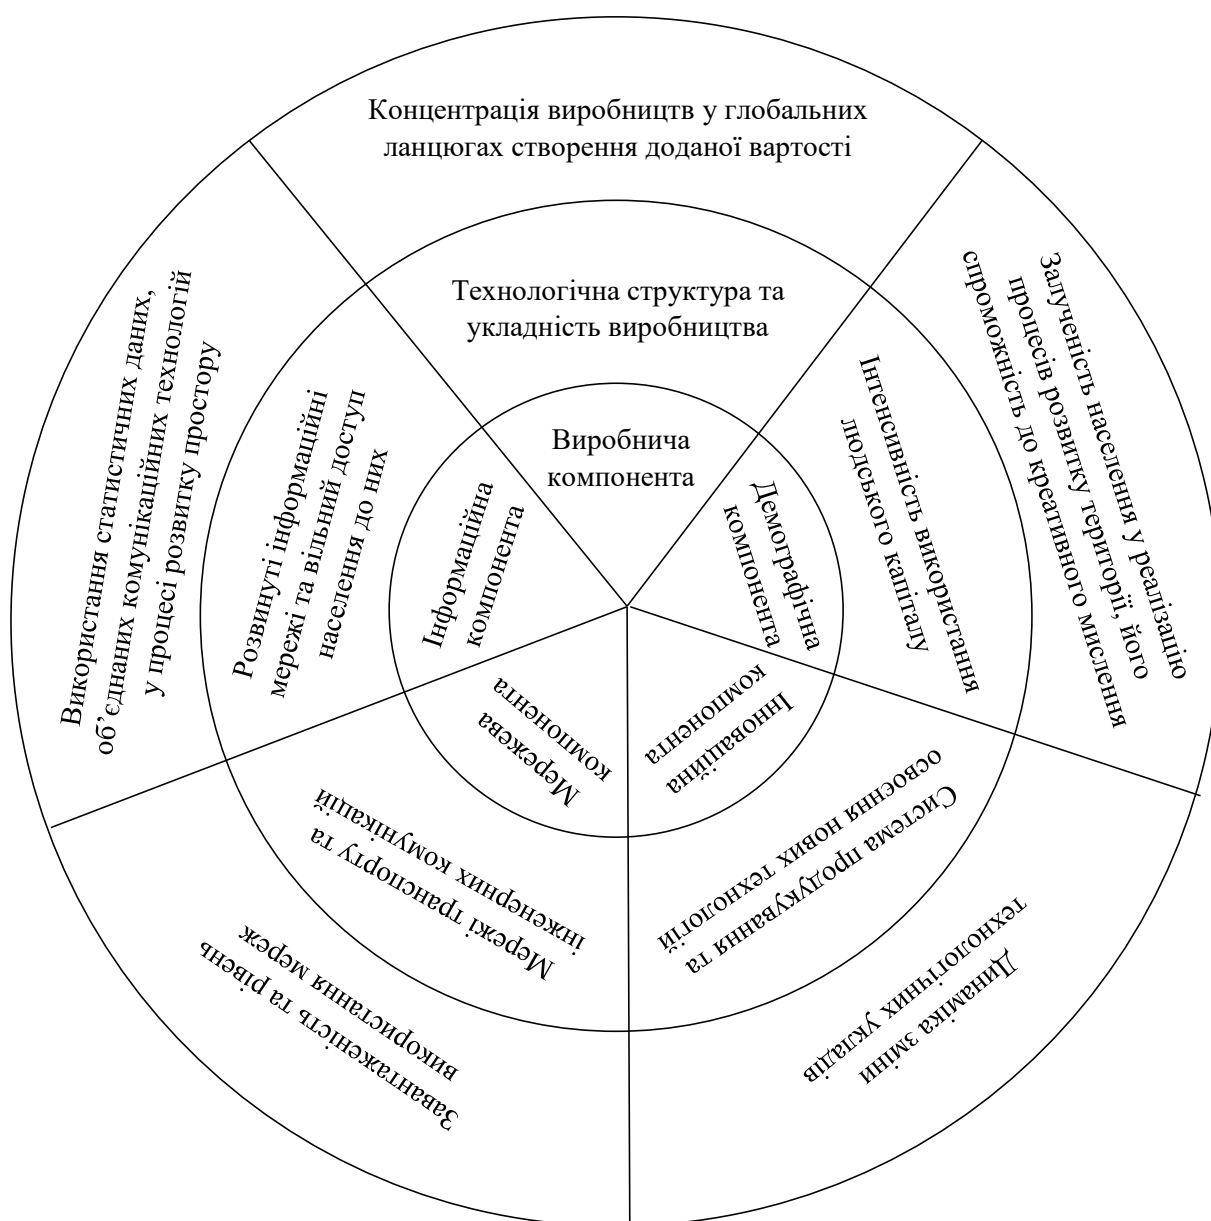 Концентрація виробництв у глобальних
ланцюгах створення доданої вартості
Технологічна структура та
укладність виробництва
Виробнича
компонента
Залученість населення у реалізацію
процесів розвитку території, його
спроможність до креативного мислення
Інтенсивність використання
людського капіталу
Демографічна
компонента
Інноваційна
компонента
Система продукування та
освоєння нових технологій
Динаміка зміни
технологічних укладів
Мережева
компонента
Мережі транспорту та
інженерних комунікацій
Завантаженість та рівень
використання мереж
Інформаційна
компонента
Розвинуті інформаційні
мережі та вільний доступ
населення до них
Використання статистичних даних,
об’єднаних комунікаційних технологій
у процесі розвитку простору